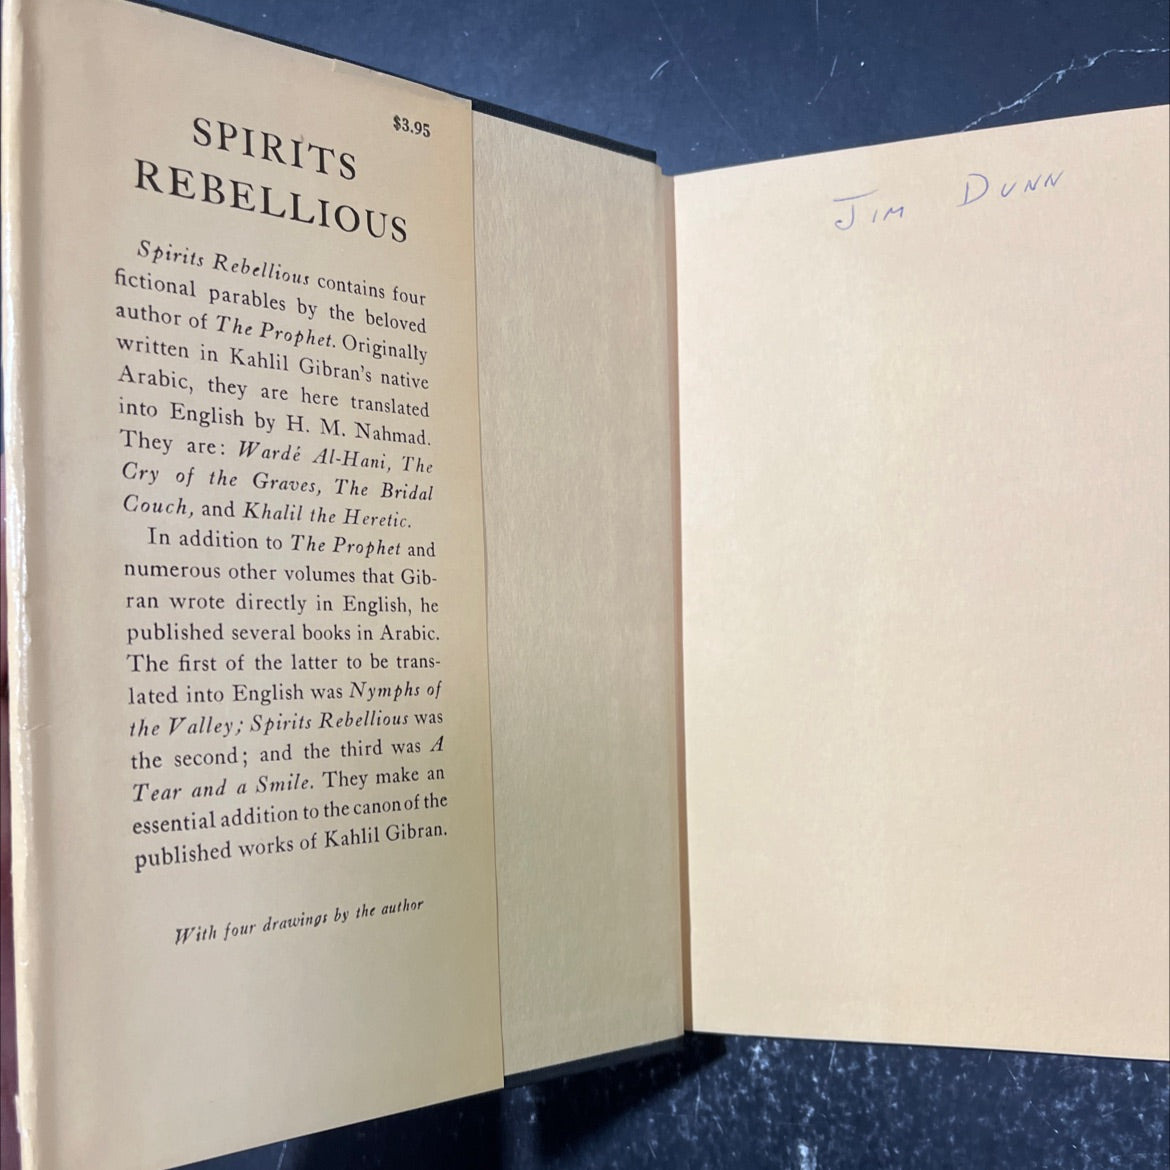 $3.95
SPIRITS
REBELLIOUS
Spirits Rebellious contains four
fictional parables by the beloved
author of The Prophet. Originally
written in Kahlil Gibran's native
Arabic, they are here translated
into English by H. M. Nahmad.
They are: Wardé Al-Hani, The
Cry of the Graves, The Bridal
Couch, and Khalil the Heretic.
In addition to The Prophet and
numerous other volumes that Gib-
ran wrote directly in English, he
published several books in Arabic.
The first of the latter to be trans-
lated into English was Nymphs of
the Valley; Spirits Rebellious was
the second; and the third was A
Tear and a Smile. They make an
essential addition to the canon of the
published works of Kahlil Gibran.
With four drawings by the author
JIM DUNN